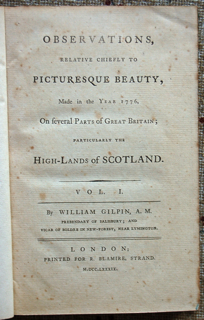 OBSERVATIONS,
RELATIVE CHIEFLY TO
PICTURESQUE BEAUTY,
Made in the YEAR 1776,
On ſeveral PARTS of GREAT BRITAIN;
PARTICULARLY THE
HIGH-LANDS of SCOTLAND.
VOL. I.
By WILLIAM GILPIN, A. M.
PREBENDARY OF SALISBURY; AND
VICAR OF BOLDRE IN NEW-FOREST, NEAR LYMINGTON.
LONDON;
PRINTED FOR R. BLAMIRE, STRAND.
M.DCC.LXXXIX.